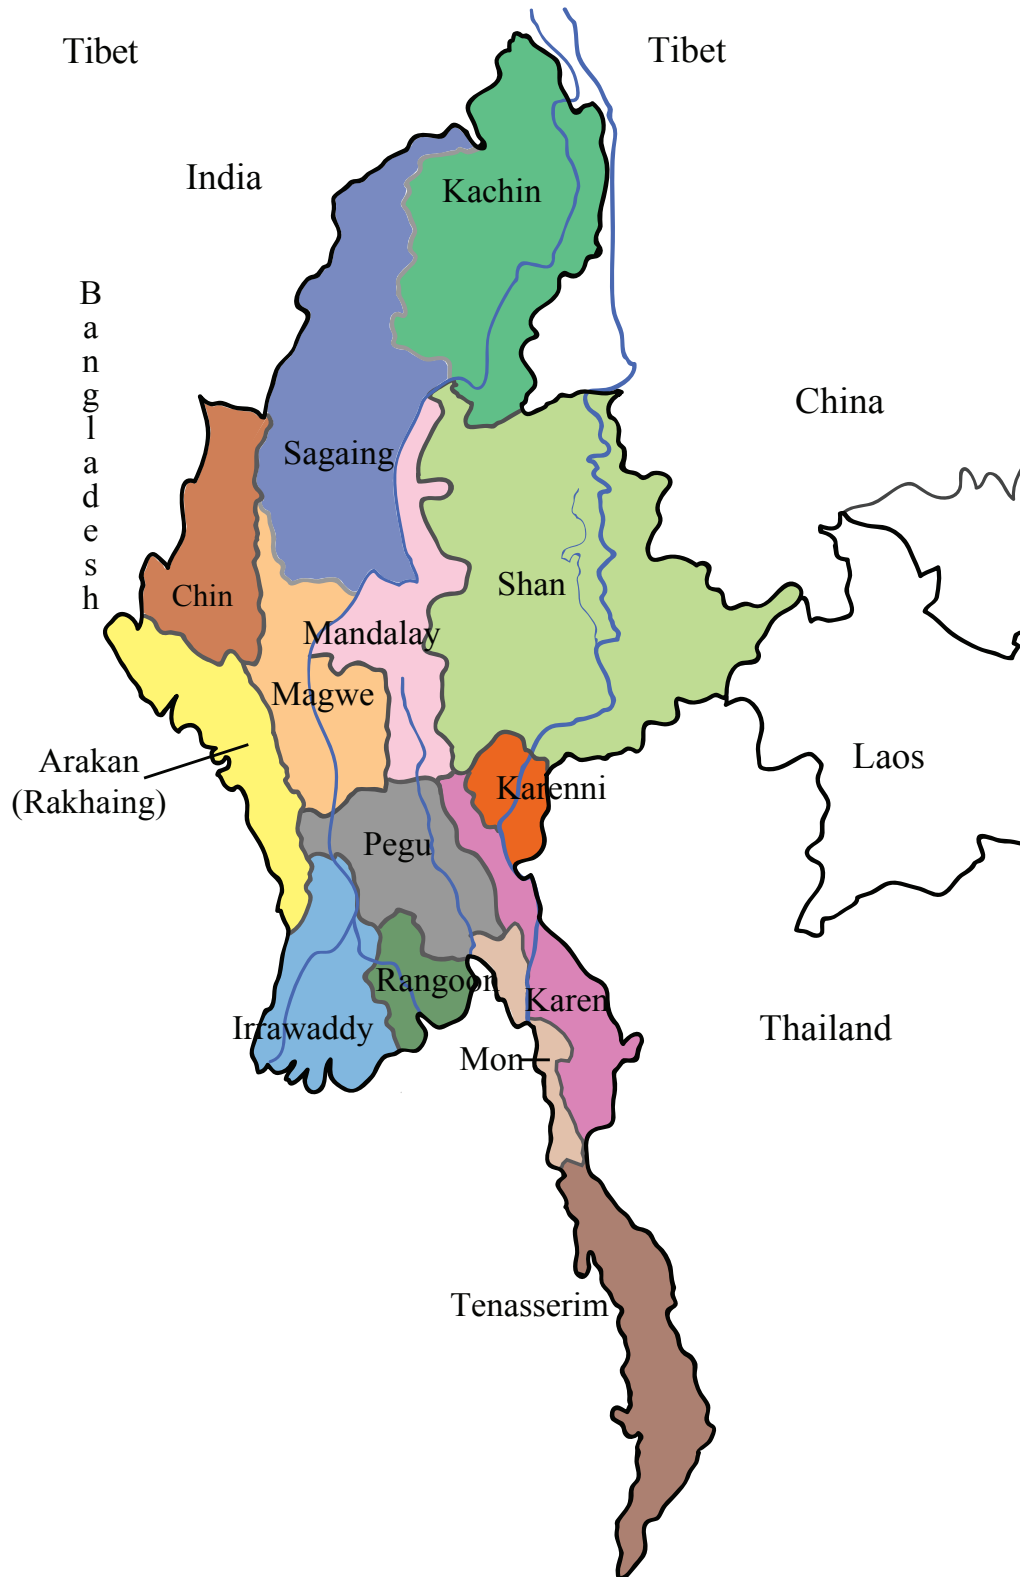 Tibet
Tibet
India
Kachin
Bangladesh
China
Sagaing
Shan
Chin
Mandalay
Magwe
Arakan
(Rakhaing)
Laos
Karenni
Pegu
Rangoon
Karen
Irrawaddy
Thailand
Mon
Tenasserim